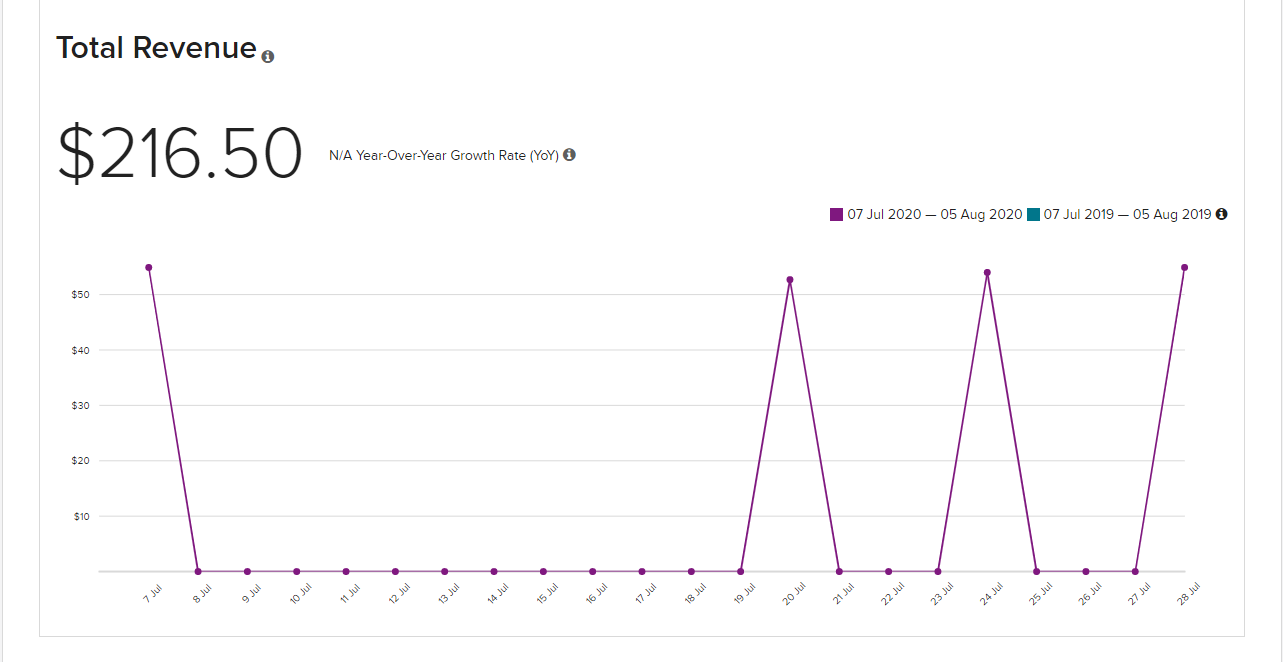 Total Revenue
$216.50
N/A Year-Over-Year Growth Rate (YoY)
07 Jul 2020 — 05 Aug 2020 07 Jul 2019 — 05 Aug 2019
$50
$40
$30
$20
$10
7 Jul 8 Jul 9 Jul 10 Jul 11 Jul 12 Jul 13 Jul 14 Jul 15 Jul 16 Jul 17 Jul 18 Jul 19 Jul 20 Jul 21 Jul 22 Jul 23 Jul 24 Jul 25 Jul 26 Jul 27 Jul 28 Jul